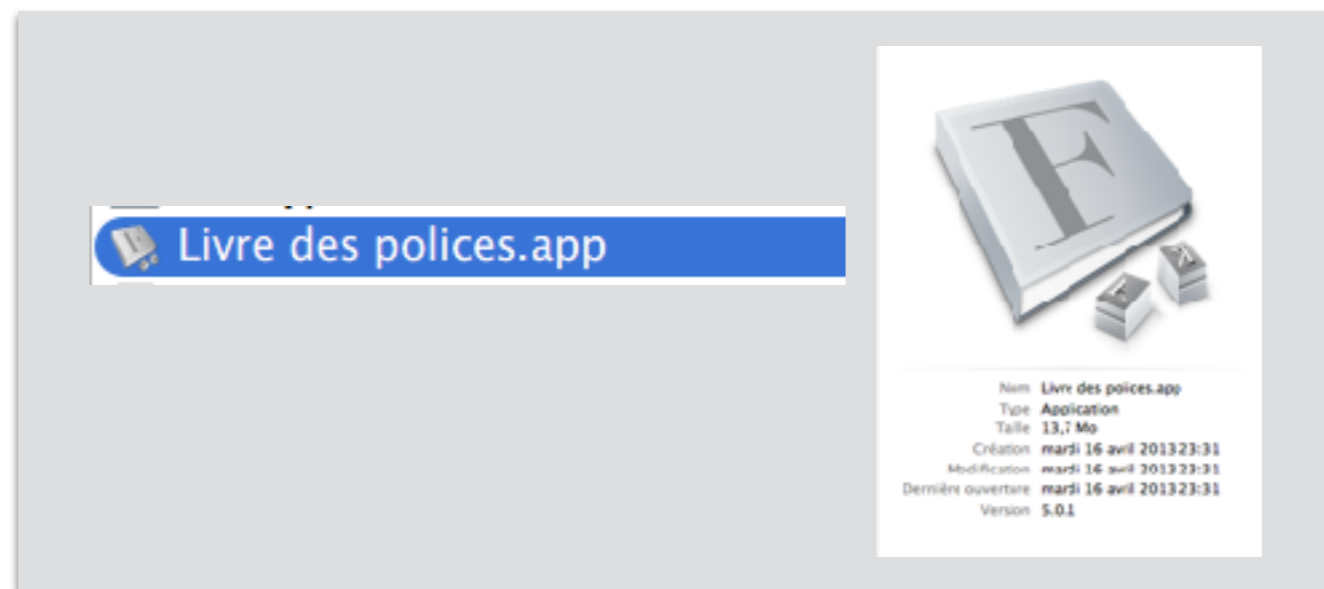 Livre des polices.app
F
Nom Livre des polices.app
Type Application
Taille 13,7 Mo
Création mardi 16 avril 2013 23:31
Modification mardi 16 avril 2013 23:31
Dernière ouverture mardi 16 avril 2013 23:31
Version 5.0.1